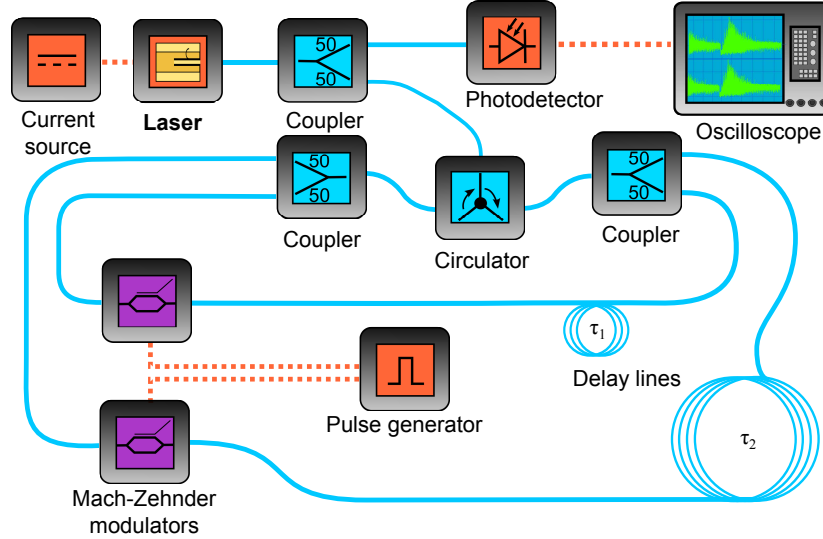 50
50
50
50
50
50
Current
source
Laser
Coupler
Photodetector
Oscilloscope
Coupler
Circulator
Coupler
τ1
Delay lines
Pulse generator
τ2
Mach-Zehnder
modulators